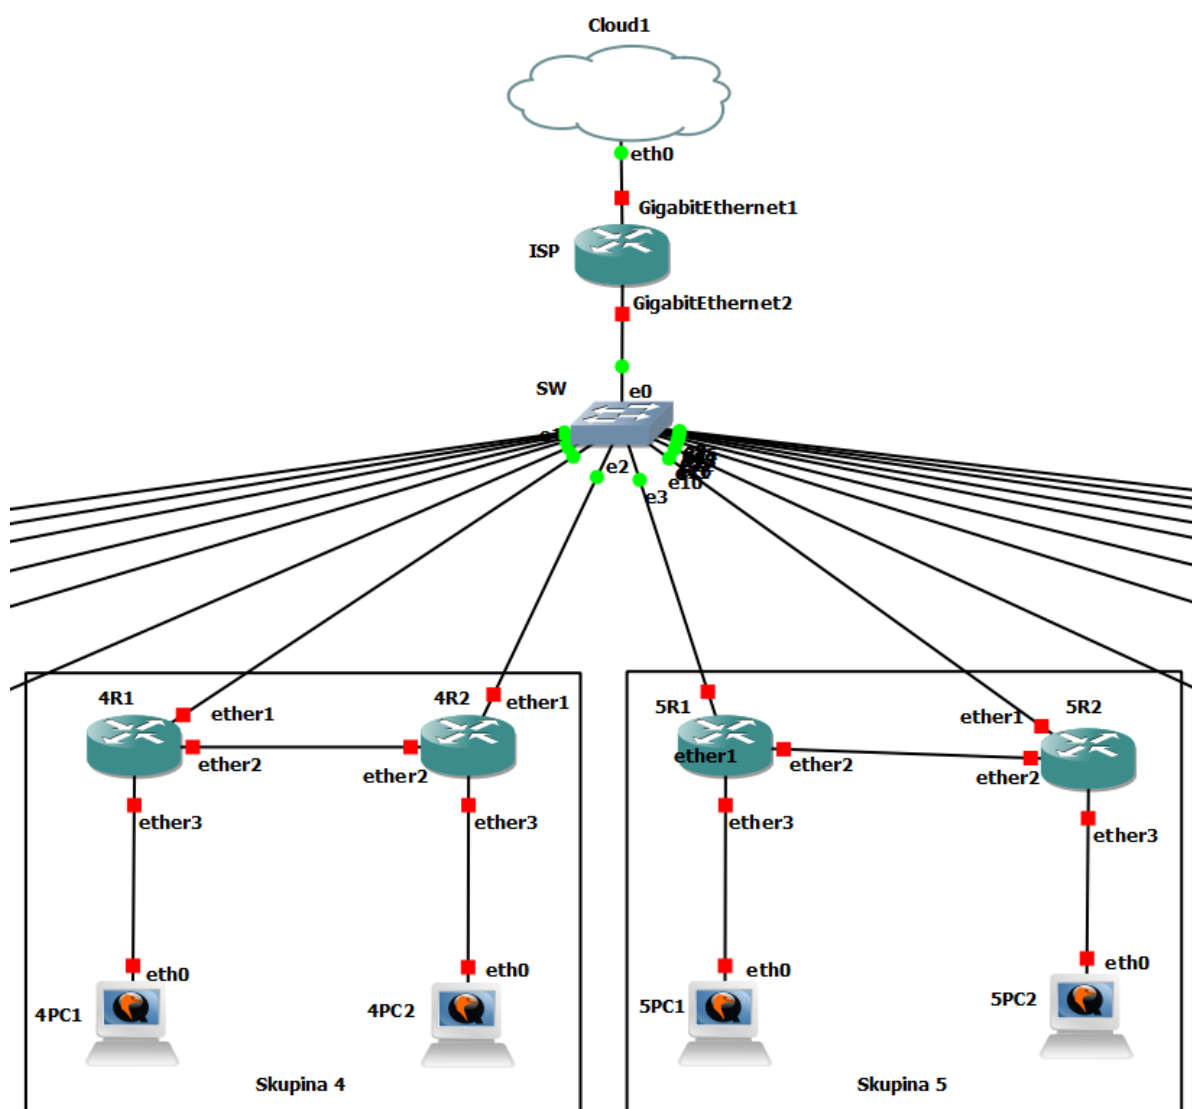 Cloud1
eth0
GigabitEthernet1
ISP
GigabitEthernet2
SW
e0
e2
e3
e10
4R1
ether1
ether2
ether3
4R2
ether1
ether2
ether3
5R1
ether1
ether2
ether3
5R2
ether1
ether2
ether3
eth0
4PC1
eth0
4PC2
eth0
5PC1
eth0
5PC2
Skupina 4
Skupina 5